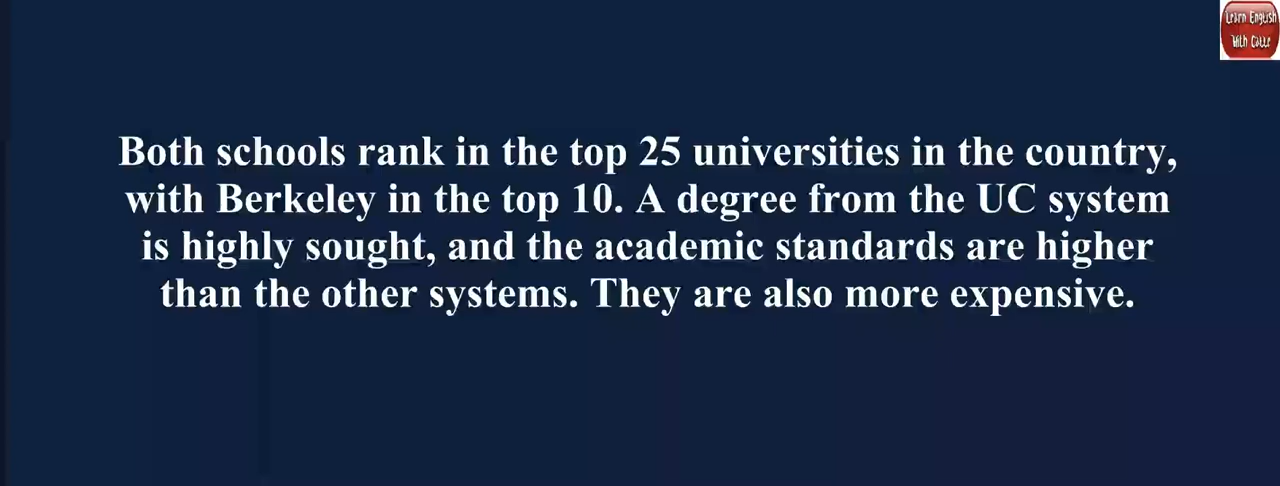 Learn English
With Catte
Both schools rank in the top 25 universities in the country,
with Berkeley in the top 10. A degree from the UC system
is highly sought, and the academic standards are higher
than the other systems. They are also more expensive.